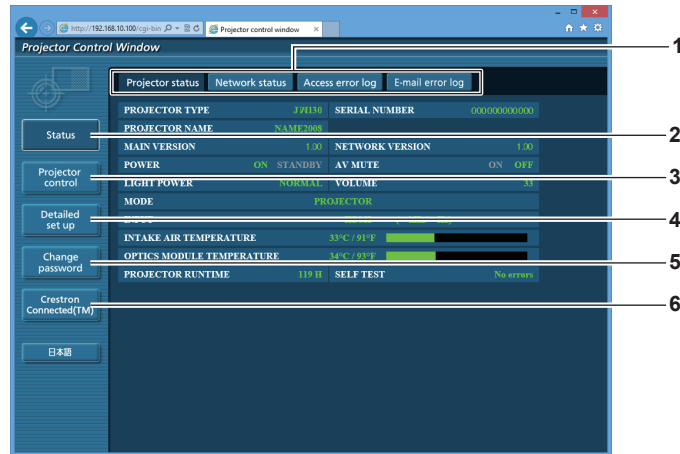 http://192.168.10.100/cgi-bin
Projector control window
Projector Control Window
1
Projector status Network status Access error log E-mail error log
PROJECTOR TYPE JW130 SERIAL NUMBER 000000000000
PROJECTOR NAME NAME2008
Status
2
MAIN VERSION 1.00 NETWORK VERSION 1.00
POWER ON STANDBY AV MUTE ON OFF
Projector control
3
LIGHT POWER NORMAL VOLUME 33
MODE PROJECTOR
Detailed set up
4
INTAKE AIR TEMPERATURE 33°C / 91°F
Change password
5
OPTICS MODULE TEMPERATURE 34°C / 93°F
PROJECTOR RUNTIME 119 H SELF TEST No errors
Crestron Connected(TM)
6
日本語